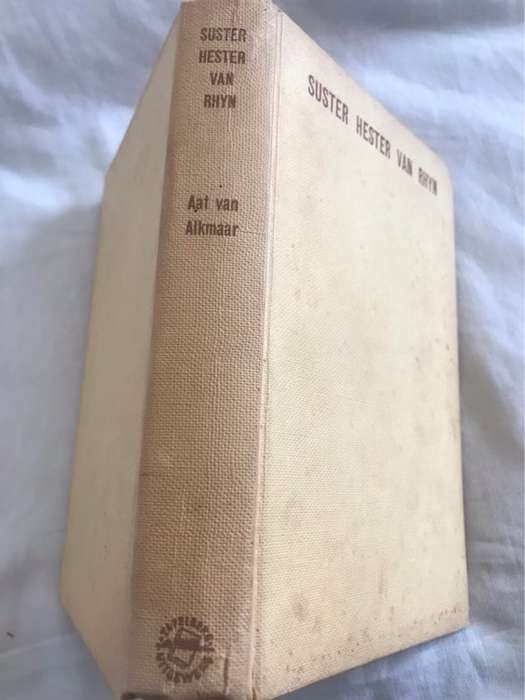 SUSTER
HESTER
VAN
RHYN
Aat van
Alkmaar
SUSTER HESTER VAN RHYN